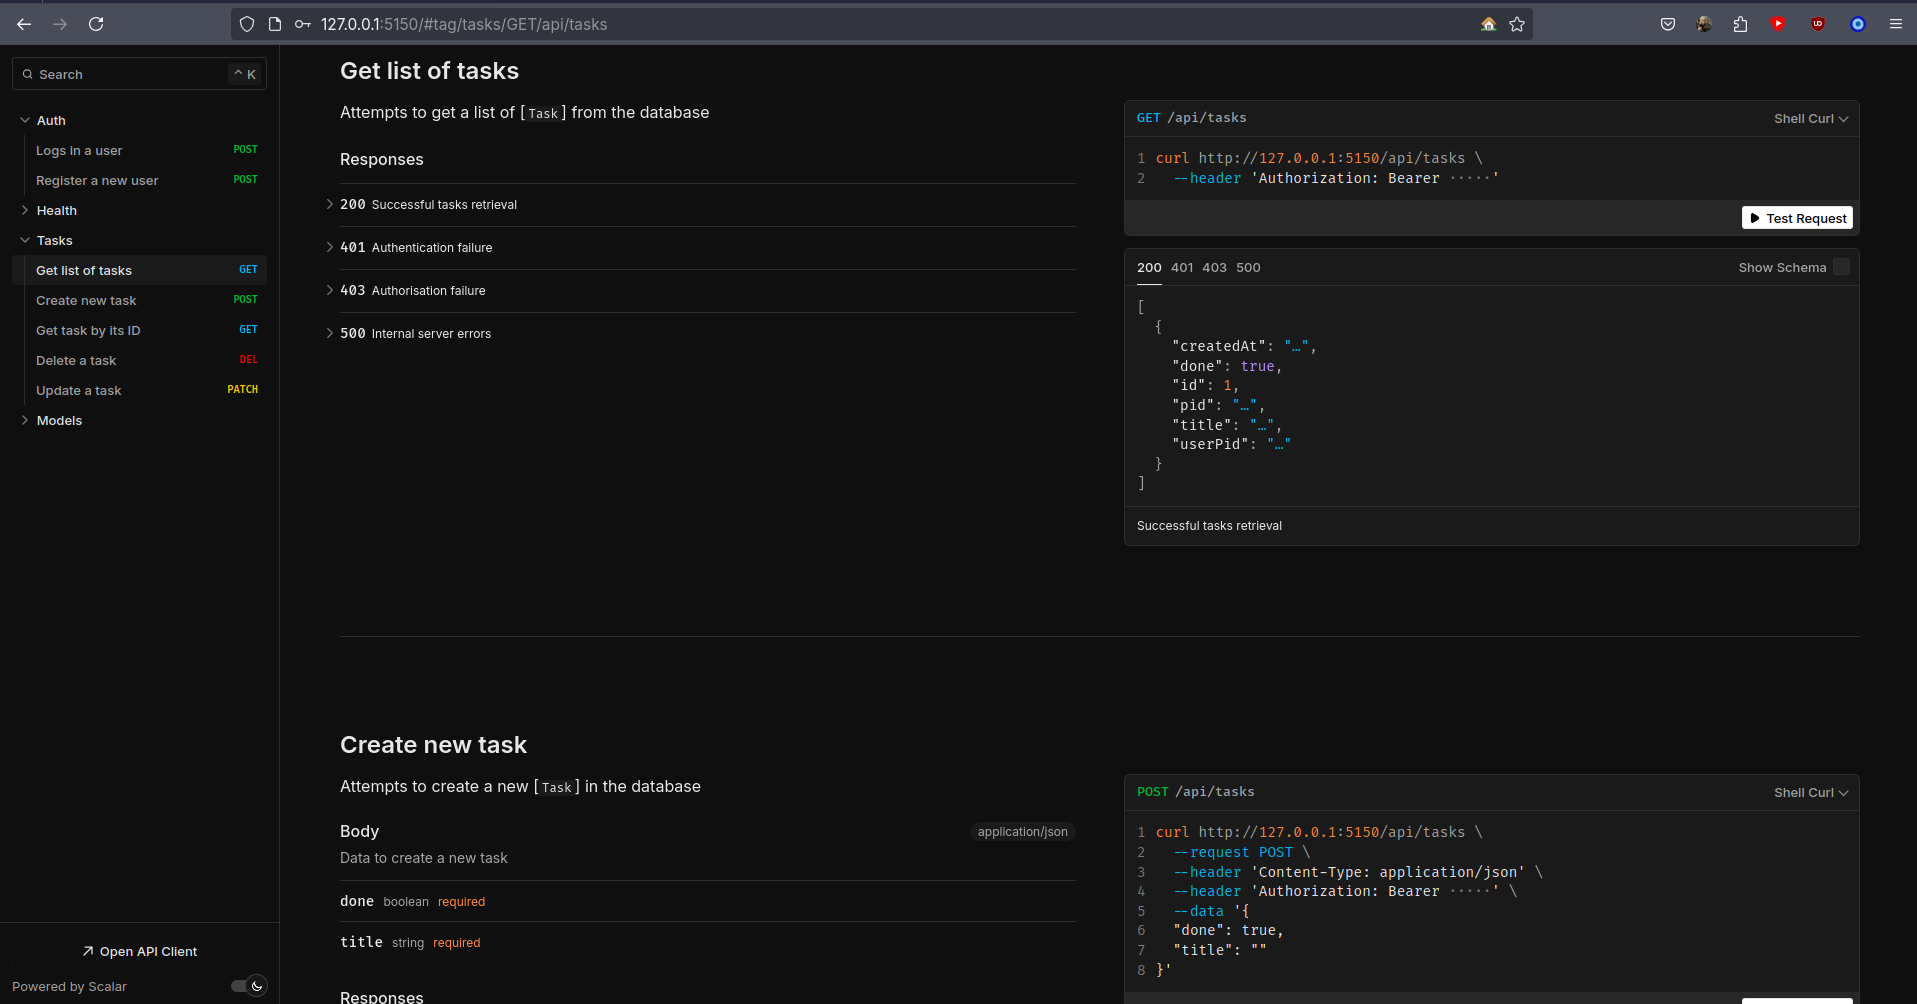 127.0.0.1:5150/#tag/tasks/GET/api/tasks
Search
^ K
Auth
Logs in a user POST
Register a new user POST
Health
Tasks
Get list of tasks GET
Create new task POST
Get task by its ID GET
Delete a task DEL
Update a task PATCH
Models
Open API Client
Powered by Scalar
Get list of tasks
Attempts to get a list of [Task] from the database
Responses
200 Successful tasks retrieval
401 Authentication failure
403 Authorisation failure
500 Internal server errors
GET /api/tasks Shell Curl
1 curl http://127.0.0.1:5150/api/tasks \
2 --header 'Authorization: Bearer ·····'
Test Request
200 401 403 500 Show Schema
[
{
"createdAt": "…",
"done": true,
"id": 1,
"pid": "…",
"title": "…",
"userPid": "…"
}
]
Successful tasks retrieval
Create new task
Attempts to create a new [Task] in the database
Body application/json
Data to create a new task
done boolean required
title string required
Responses
POST /api/tasks Shell Curl
1 curl http://127.0.0.1:5150/api/tasks \
2 --request POST \
3 --header 'Content-Type: application/json' \
4 --header 'Authorization: Bearer ·····' \
5 --data '{
6 "done": true,
7 "title": ""
8 }'